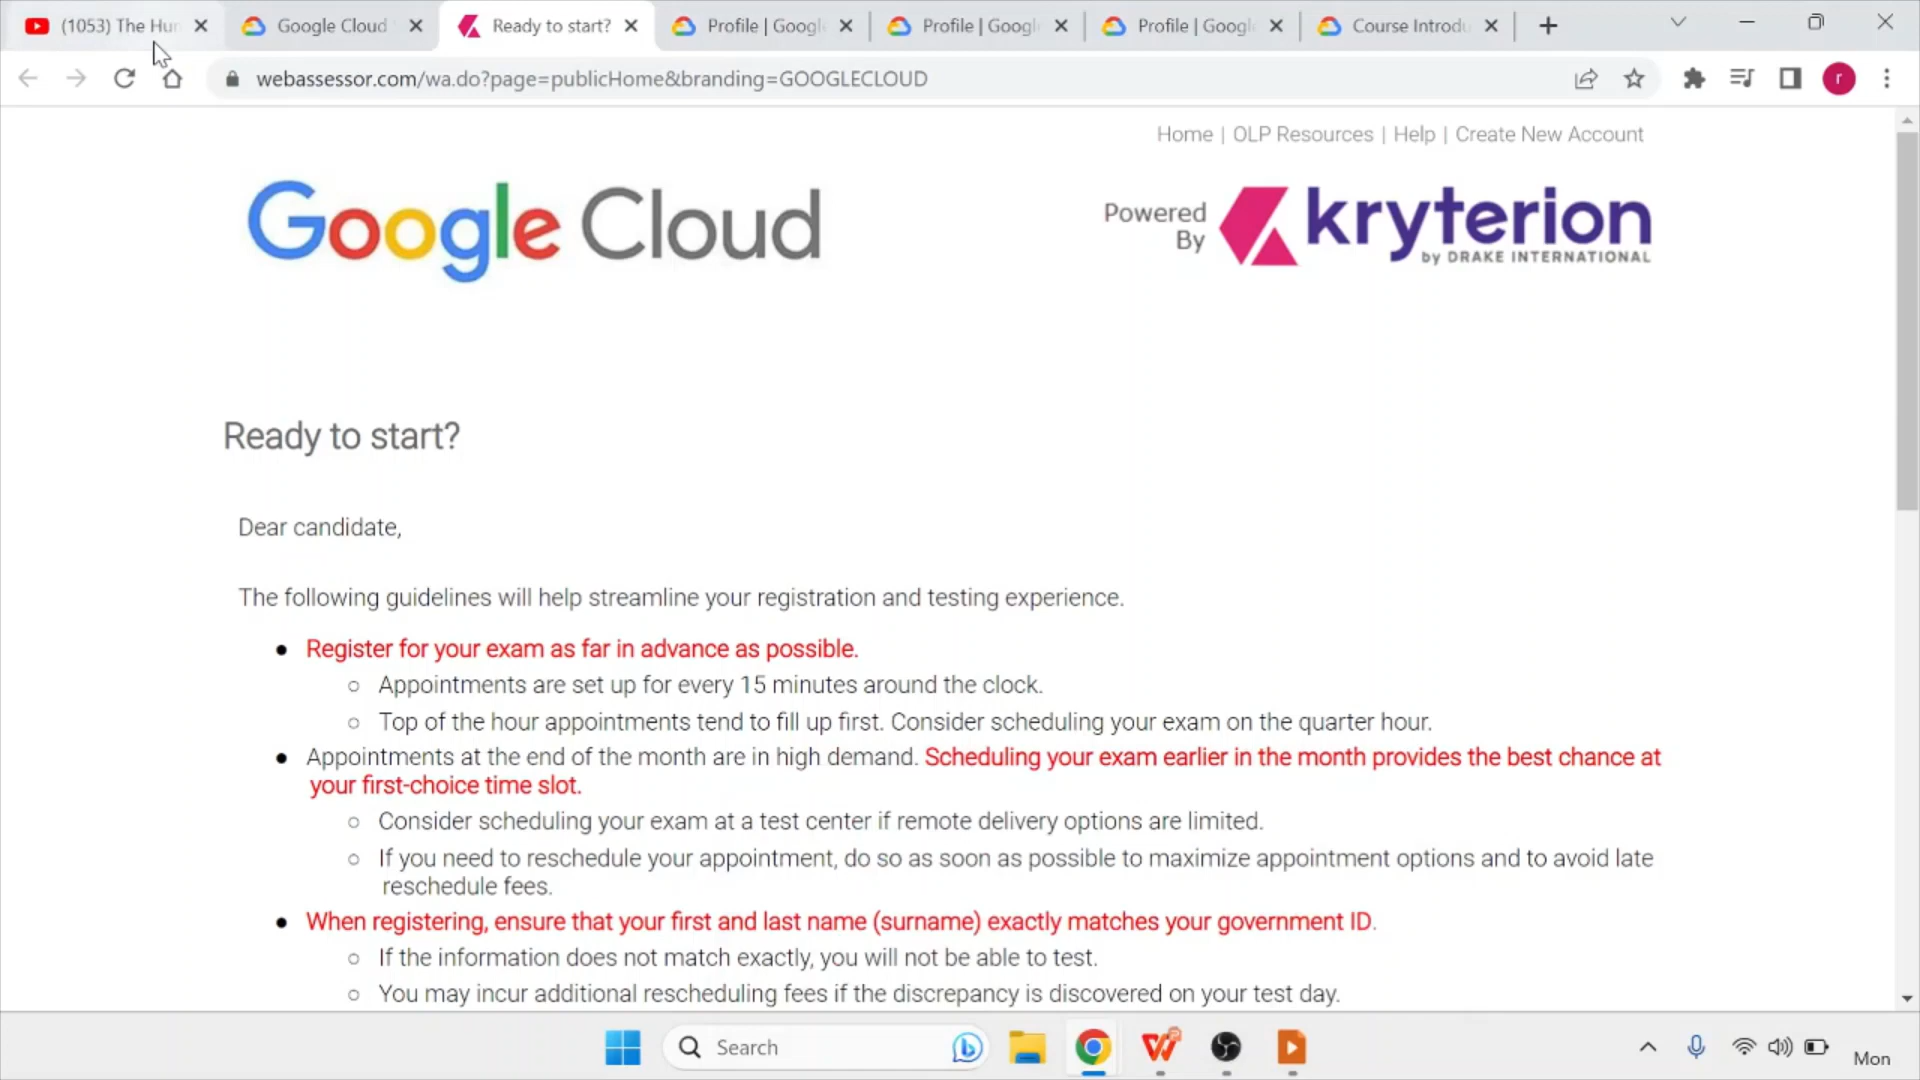 (1053) The Hun
Google Cloud
Ready to start?
Profile | Google
Profile | Google
Profile | Google
Course Introdu
webassessor.com/wa.do?page=publicHome&branding=GOOGLECLOUD
r
Home | OLP Resources | Help | Create New Account
Google Cloud
Powered
By
kryterion
by DRAKE INTERNATIONAL
Ready to start?
Dear candidate,
The following guidelines will help streamline your registration and testing experience.
Register for your exam as far in advance as possible.
Appointments are set up for every 15 minutes around the clock.
Top of the hour appointments tend to fill up first. Consider scheduling your exam on the quarter hour.
Appointments at the end of the month are in high demand. Scheduling your exam earlier in the month provides the best chance at
your first-choice time slot.
Consider scheduling your exam at a test center if remote delivery options are limited.
If you need to reschedule your appointment, do so as soon as possible to maximize appointment options and to avoid late
reschedule fees.
When registering, ensure that your first and last name (surname) exactly matches your government ID.
If the information does not match exactly, you will not be able to test.
You may incur additional rescheduling fees if the discrepancy is discovered on your test day.
Search
Mon